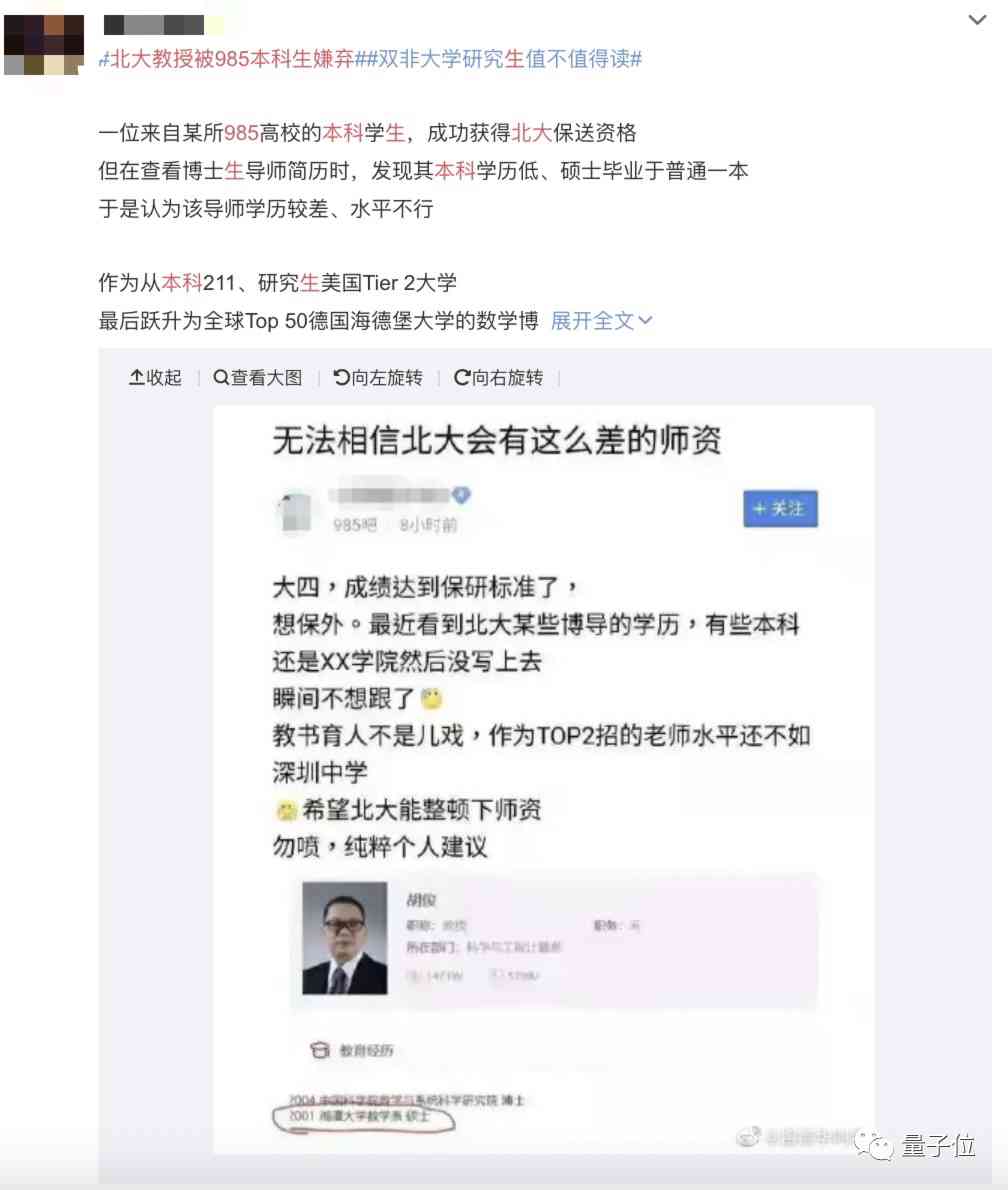 #北大教授被985本科生嫌弃##双非大学研究生值不值得读#
一位来自某所985高校的本科学生，成功获得北大保送资格
但在查看博士生导师简历时，发现其本科学历低、硕士毕业于普通一本
于是认为该导师学历较差、水平不行
作为从本科211、研究生美国Tier 2大学
最后跃升为全球Top 50德国海德堡大学的数学博 展开全文
收起 查看大图 向左旋转 向右旋转
无法相信北大会有这么差的师资
985吧 8小时前
+关注
大四，成绩达到保研标准了，
想保外。最近看到北大某些博导的学历，有些本科
还是XX学院然后没写上去
瞬间不想跟了
教书育人不是儿戏，作为TOP2招的老师水平还不如
深圳中学
希望北大能整顿下师资
勿喷，纯粹个人建议
胡俊
职称：教授 职务：无
所在部门：科学与工程计算系
教育经历
2004 中国科学院数学与系统科学研究院 博士
2001 湘潭大学数学系 硕士
量子位